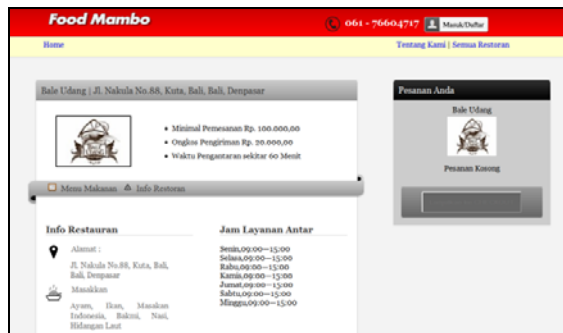 Food Mambo
061 - 76604717
Masuk/Daftar
Home
Tentang Kami | Semua Restoran
Bale Udang | Jl. Nakula No.88, Kuta, Bali, Bali, Denpasar
Minimal Pemesanan Rp. 100.000,00
Ongkos Pengiriman Rp. 20.000,00
Waktu Pengantaran sekitar 60 Menit
Menu Makanan Info Restoran
Pesanan Anda
Bale Udang
Pesanan Kosong
Info Restauran
Alamat :
Jl. Nakula No.88, Kuta, Bali,
Bali, Denpasar
Masakkan
Ayam, Ikan, Masakan
Indonesia, Bakmi, Nasi,
Hidangan Laut
Jam Layanan Antar
Senin,09:00—15:00
Selasa,09:00—15:00
Rabu,09:00—15:00
Kamis,09:00—15:00
Jumat,09:00—15:00
Sabtu,09:00—15:00
Minggu,09:00—15:00